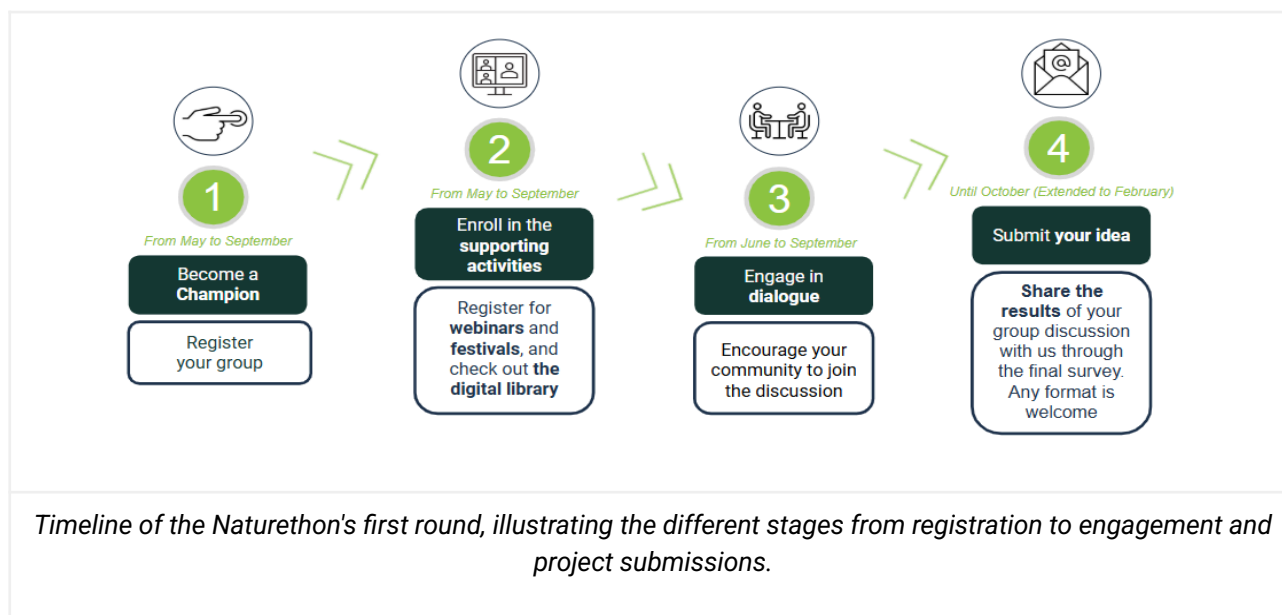 1
From May to September
Become a
Champion
Register
your group
2
From May to September
Enroll in the
supporting
activities
Register for
webinars and
festivals, and
check out the
digital library
3
From June to September
Engage in
dialogue
Encourage your
community to join
the discussion
@
4
Until October (Extended to February)
Submit your idea
Share the
results of your
group discussion
with us through
the final survey.
Any format is
welcome
Timeline of the Naturethon's first round, illustrating the different stages from registration to engagement and
project submissions.